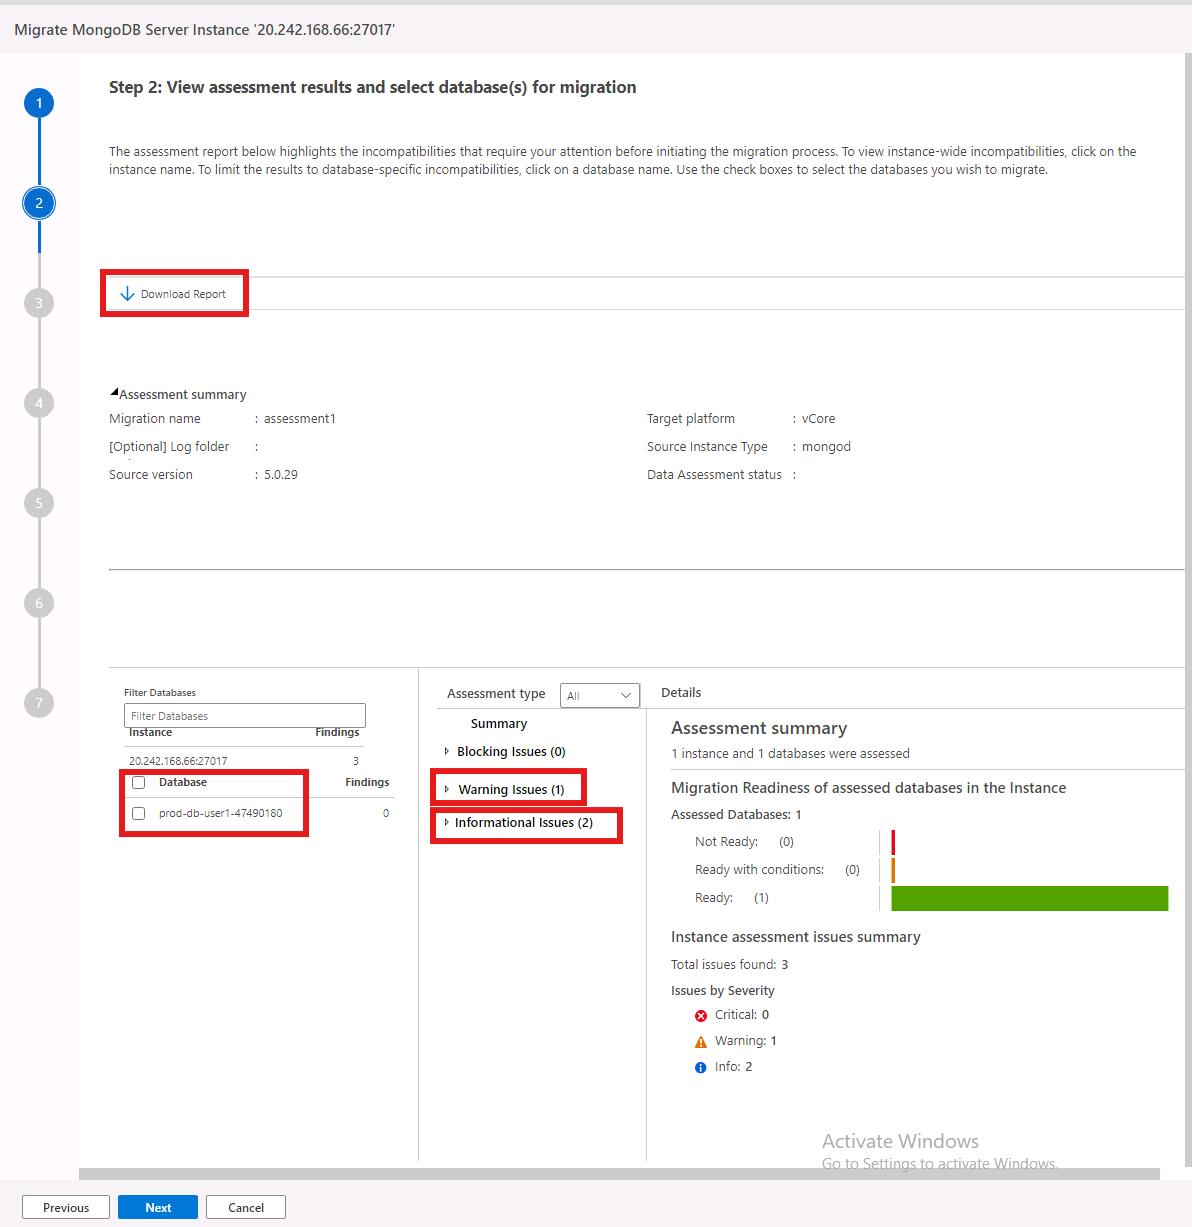 Migrate MongoDB Server Instance '20.242.168.66:27017'
1
2
3
4
5
6
7
Step 2: View assessment results and select database(s) for migration
The assessment report below highlights the incompatibilities that require your attention before initiating the migration process. To view instance-wide incompatibilities, click on the
instance name. To limit the results to database-specific incompatibilities, click on a database name. Use the check boxes to select the databases you wish to migrate.
Download Report
Assessment summary
Migration name : assessment1 Target platform : vCore
[Optional] Log folder : Source Instance Type : mongod
Source version : 5.0.29 Data Assessment status :
Filter Databases
Filter Databases
Instance Findings
20.242.168.66:27017 3
Database Findings
prod-db-user1-47490180 0
Assessment type All
Summary
Blocking Issues (0)
Warning Issues (1)
Informational Issues (2)
Details
Assessment summary
1 instance and 1 databases were assessed
Migration Readiness of assessed databases in the Instance
Assessed Databases: 1
Not Ready: (0)
Ready with conditions: (0)
Ready: (1)
Instance assessment issues summary
Total issues found: 3
Issues by Severity
Critical: 0
Warning: 1
Info: 2
Activate Windows
Go to Settings to activate Windows.
Previous Next Cancel